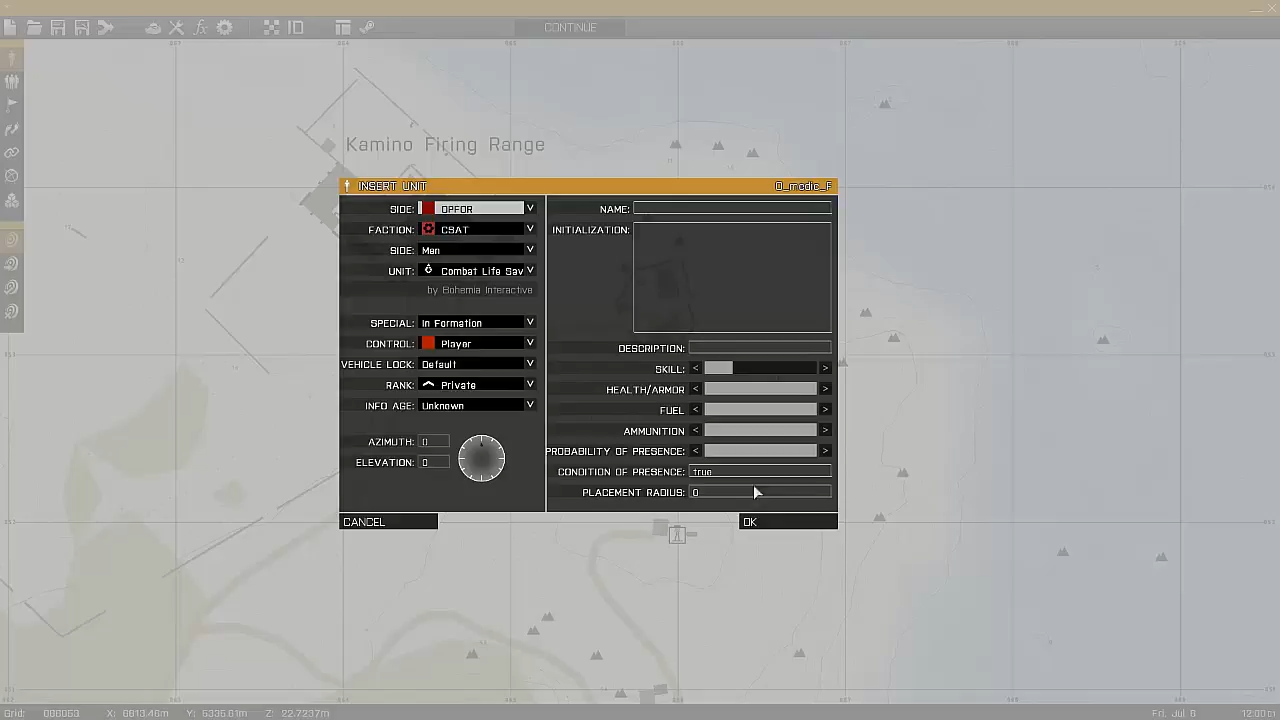 CONTINUE
Kamino Firing Range
INSERT UNIT
O_medic_F
SIDE: OPFOR
FACTION: CSAT
SIDE: Men
UNIT: Combat Life Sav
by Bohemia Interactive
SPECIAL: In Formation
CONTROL: Player
VEHICLE LOCK: Default
RANK: Private
INFO AGE: Unknown
AZIMUTH: 0
ELEVATION: 0
CANCEL
NAME:
INITIALIZATION:
DESCRIPTION:
SKILL:
HEALTH/ARMOR
FUEL
AMMUNITION
PROBABILITY OF PRESENCE:
CONDITION OF PRESENCE: true
PLACEMENT RADIUS: 0
OK
Grid: X: Y: Z: 22.7237m
Fri. Jul 6